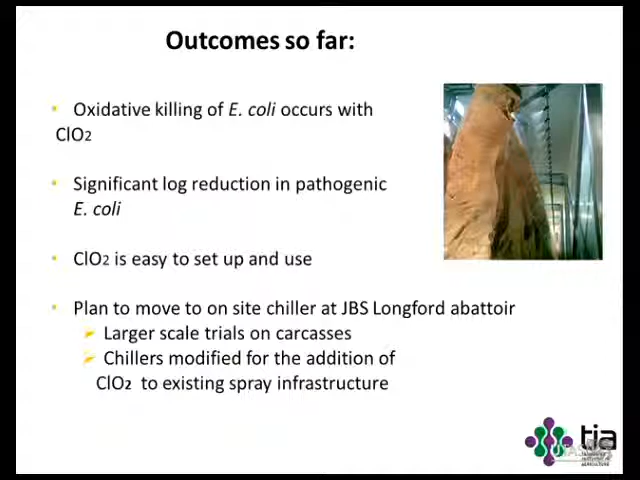 Outcomes so far:
Oxidative killing of E. coli occurs with
ClO2
Significant log reduction in pathogenic
E. coli
ClO2 is easy to set up and use
Plan to move to on site chiller at JBS Longford abattoir
Larger scale trials on carcasses
Chillers modified for the addition of
ClO2 to existing spray infrastructure
tia